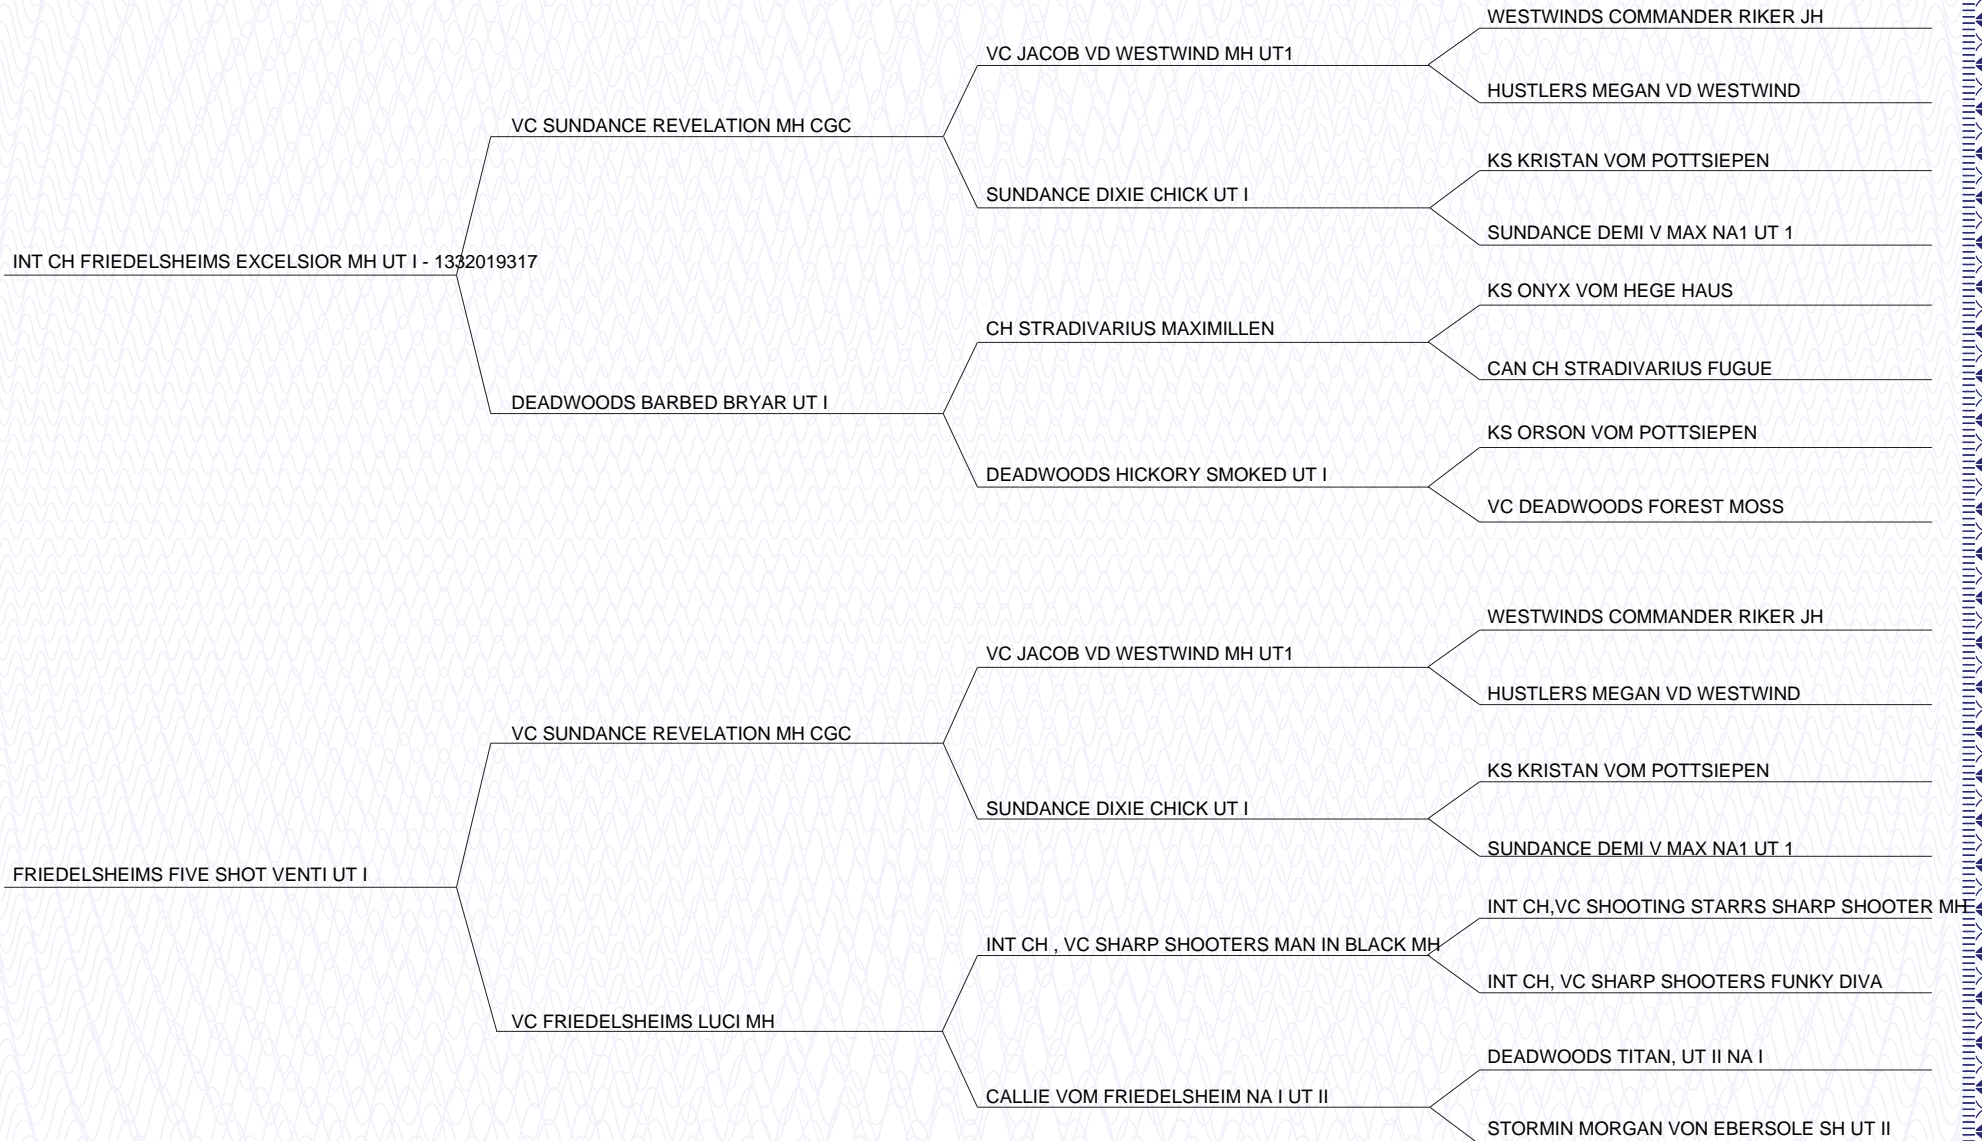 WESTWINDS COMMANDER RIKER JH
VC JACOB VD WESTWIND MH UT1
HUSTLERS MEGAN VD WESTWIND
VC SUNDANCE REVELATION MH CGC
KS KRISTAN VOM POTTSIEPEN
SUNDANCE DIXIE CHICK UT I
SUNDANCE DEMI V MAX NA1 UT 1
INT CH FRIEDELSHEIMS EXCELSIOR MH UT I - 1332019317
KS ONYX VOM HEGE HAUS
CH STRADIVARIUS MAXIMILLEN
CAN CH STRADIVARIUS FUGUE
DEADWOODS BARBED BRYAR UT I
KS ORSON VOM POTTSIEPEN
DEADWOODS HICKORY SMOKED UT I
VC DEADWOODS FOREST MOSS
WESTWINDS COMMANDER RIKER JH
VC JACOB VD WESTWIND MH UT1
HUSTLERS MEGAN VD WESTWIND
VC SUNDANCE REVELATION MH CGC
KS KRISTAN VOM POTTSIEPEN
SUNDANCE DIXIE CHICK UT I
SUNDANCE DEMI V MAX NA1 UT 1
FRIEDELSHEIMS FIVE SHOT VENTI UT I
INT CH,VC SHOOTING STARRS SHARP SHOOTER MH
INT CH , VC SHARP SHOOTERS MAN IN BLACK MH
INT CH, VC SHARP SHOOTERS FUNKY DIVA
VC FRIEDELSHEIMS LUCI MH
DEADWOODS TITAN, UT II NA I
CALLIE VOM FRIEDELSHEIM NA I UT II
STORMIN MORGAN VON EBERSOLE SH UT II